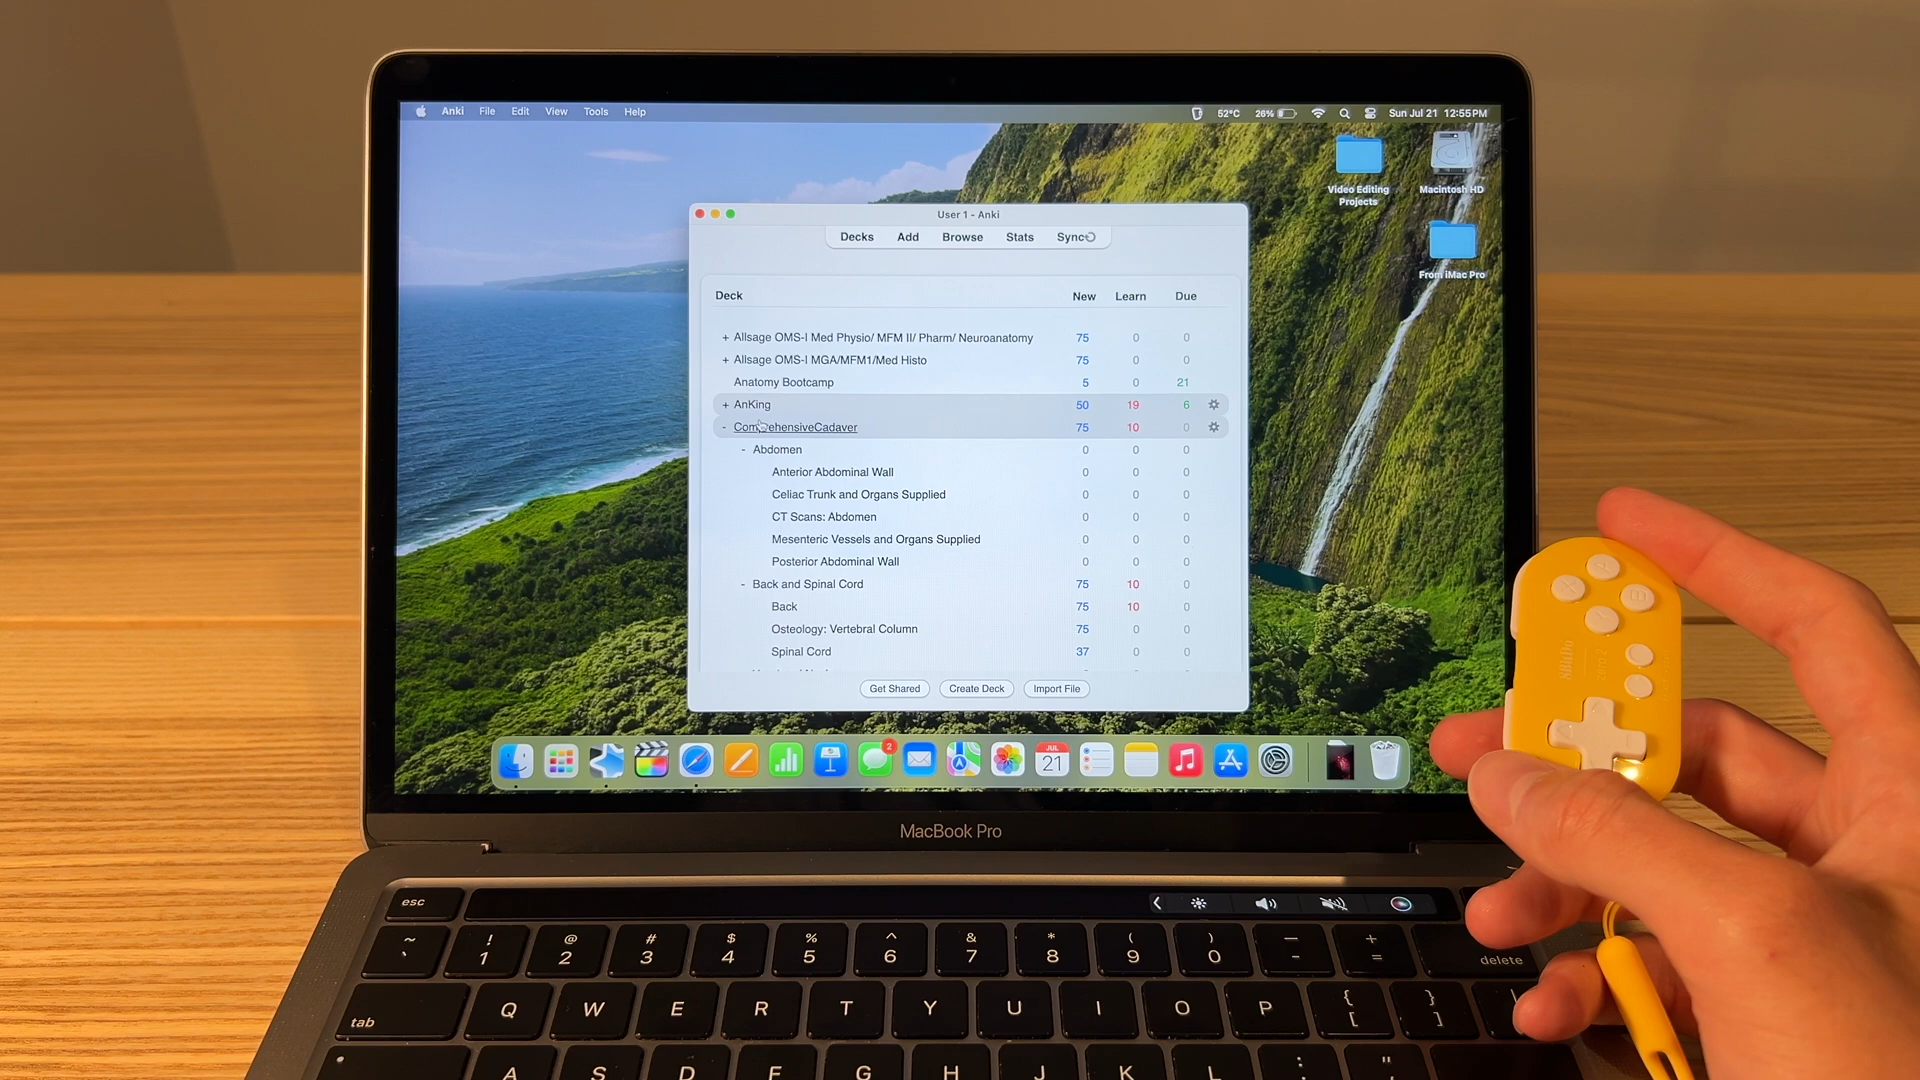 Anki File Edit View Tools Help 52°C 26% Sun Jul 21 12:55PM
Video Editing
Projects
Macintosh HD
From iMac Pro
User 1 - Anki
Decks Add Browse Stats Sync
Deck New Learn Due
+ Allsage OMS-I Med Physio/ MFM II/ Pharm/ Neuroanatomy 75 0 0
+ Allsage OMS-I MGA/MFM1/Med Histo 75 0 0
Anatomy Bootcamp 5 0 21
+ AnKing 50 19 6
- ComprehensiveCadaver 75 10 0
- Abdomen 0 0 0
Anterior Abdominal Wall 0 0 0
Celiac Trunk and Organs Supplied 0 0 0
CT Scans: Abdomen 0 0 0
Mesenteric Vessels and Organs Supplied 0 0 0
Posterior Abdominal Wall 0 0 0
- Back and Spinal Cord 75 10 0
Back 75 10 0
Osteology: Vertebral Column 75 0 0
Spinal Cord 37 0 0
Get Shared Create Deck Import File
2
JUL
21
MacBook Pro
esc
~ ! @ # $ % ^ & * ( ) — +
` 1 2 3 4 5 6 7 8 9 0 - = delete
tab Q W E R T Y U I O P { [ } ]
A S D F G H J K L : ; "
8BitDo
zero 2